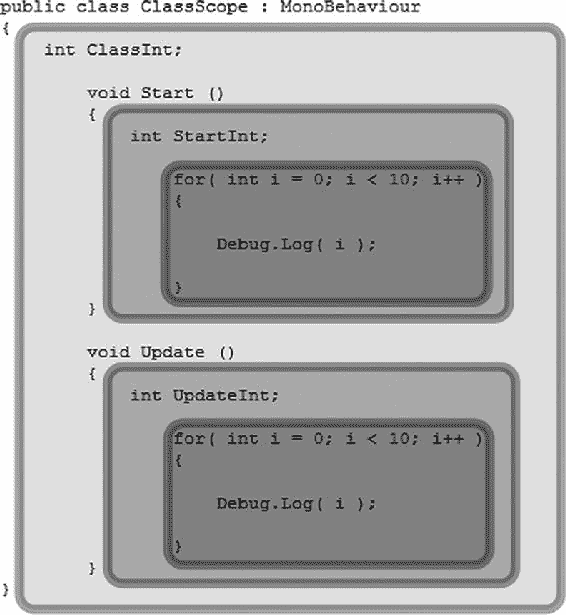 public class ClassScope : MonoBehaviour
{
int ClassInt;
void Start ()
{
int StartInt;
for( int i = 0; i < 10; i++ )
{
Debug.Log( i );
}
}
void Update ()
{
int UpdateInt;
for( int i = 0; i < 10; i++ )
{
Debug.Log( i );
}
}
}